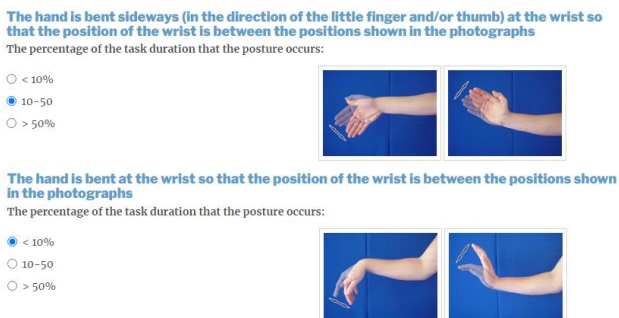 The hand is bent sideways (in the direction of the little finger and/or thumb) at the wrist so
that the position of the wrist is between the positions shown in the photographs
The percentage of the task duration that the posture occurs:
< 10%
10-50
> 50%
The hand is bent at the wrist so that the position of the wrist is between the positions shown
in the photographs
The percentage of the task duration that the posture occurs:
< 10%
10-50
> 50%